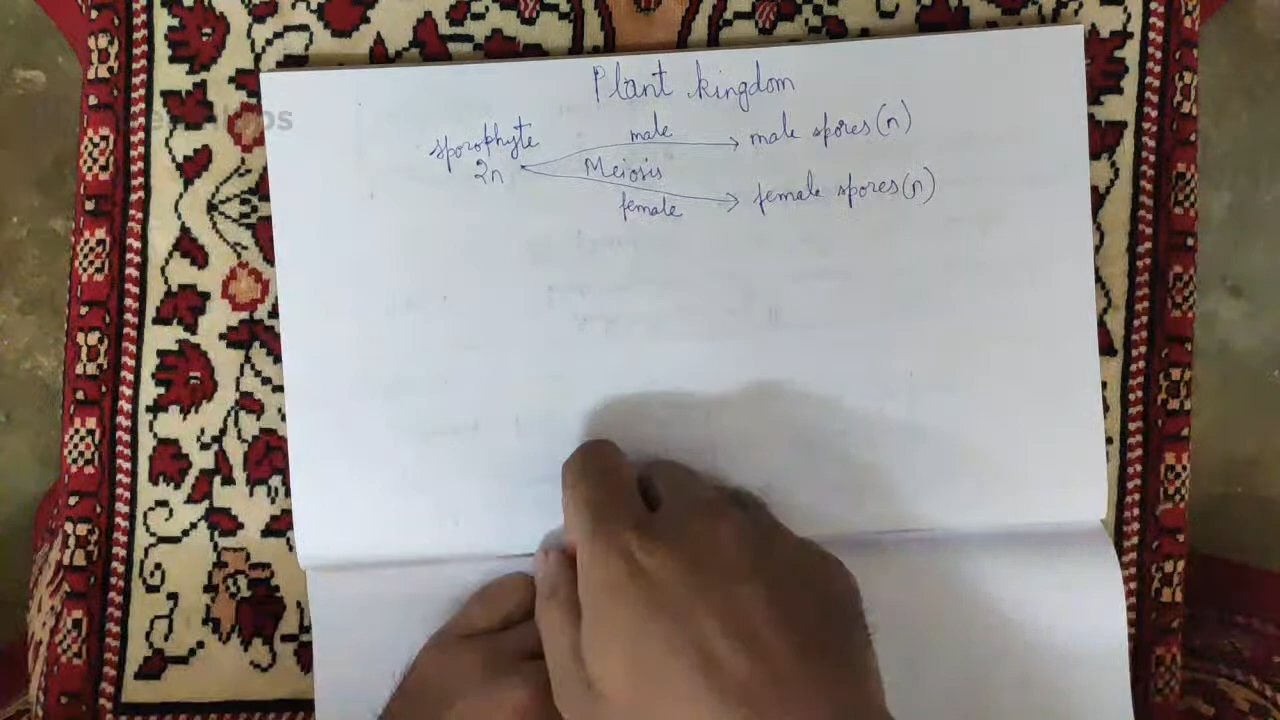 Plant kingdom
sporophyte male male spores(n)
2n Meiosis
female female spores(n)